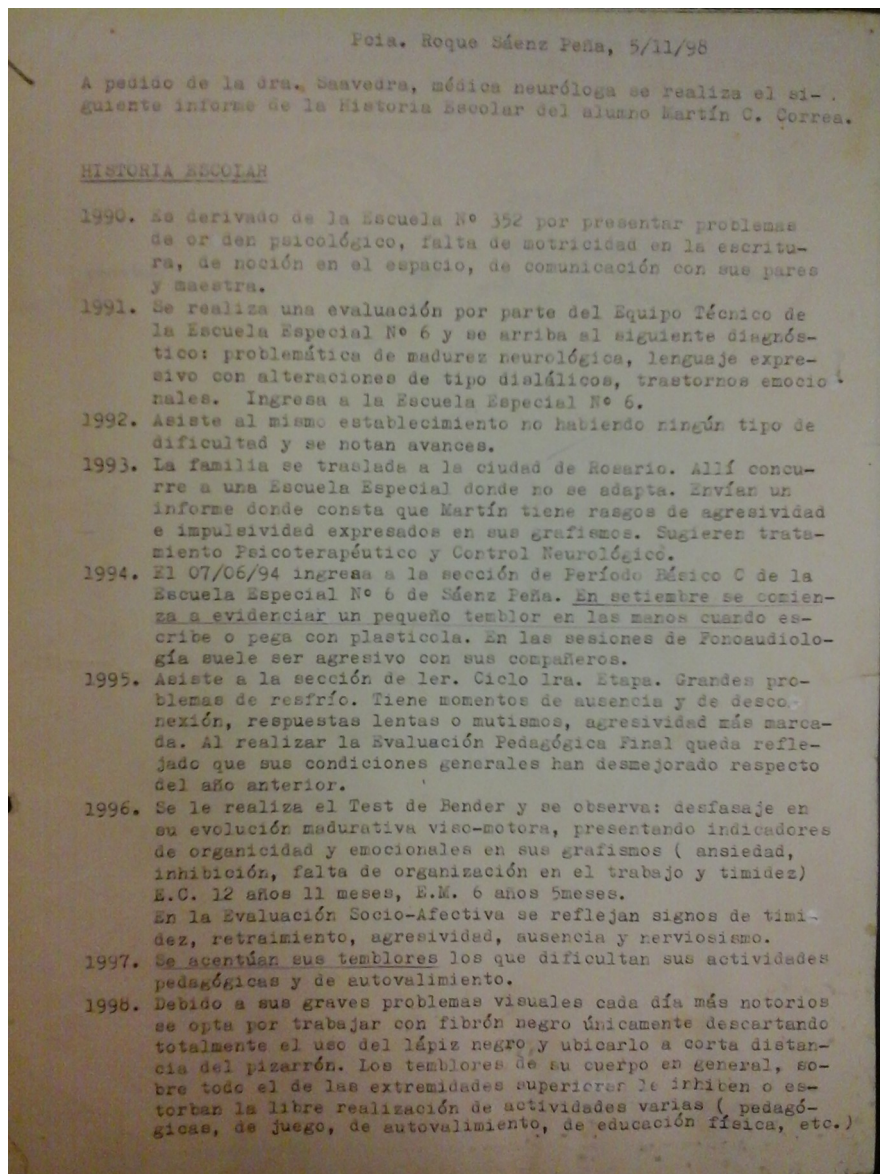 Pcia. Roque Sáenz Peña, 5/11/98
A pedido de la dra. Saavedra, médica neuróloga se realiza el si-
guiente informe de la Historia Escolar del alumno Martín C. Correa.
HISTORIA ESCOLAR
1990. Es derivado de la Escuela Nº 352 por presentar problemas
de or den psicológico, falta de motricidad en la escritu-
ra, de noción en el espacio, de comunicación con sus pares
y maestra.
1991. Se realiza una evaluación por parte del Equipo Técnico de
la Escuela Especial Nº 6 y se arriba al siguiente diagnós-
tico: problemática de madurez neurológica, lenguaje expre-
sivo con alteraciones de tipo dislálicos, trastornos emocio
nales. Ingresa a la Escuela Especial Nº 6.
1992. Asiste al mismo establecimiento no habiendo ningún tipo de
dificultad y se notan avances.
1993. La familia se traslada a la ciudad de Rosario. Allí concu-
rre a una Escuela Especial donde no se adapta. Envían un
informe donde consta que Martín tiene rasgos de agresividad
e impulsividad expresados en sus grafismos. Sugieren trata-
miento Psicoterapéutico y Control Neurológico.
1994. El 07/06/94 ingresa a la sección de Período Básico C de la
Escuela Especial Nº 6 de Sáenz Peña. En setiembre se comien-
za a evidenciar un pequeño temblor en las manos cuando es-
cribe o pega con plasticola. En las sesiones de Fonoaudiolo-
gía suele ser agresivo con sus compañeros.
1995. Asiste a la sección de 1er. Ciclo 1ra. Etapa. Grandes pro-
blemas de resfrío. Tiene momentos de ausencia y de desco
nexión, respuestas lentas o mutismos, agresividad más marca-
da. Al realizar la Evaluación Pedagógica Final queda refle-
jado que sus condiciones generales han desmejorado respecto
del año anterior.
1996. Se le realiza el Test de Bender y se observa: desfasaje en
su evolución madurativa viso-motora, presentando indicadores
de organicidad y emocionales en sus grafismos ( ansiedad,
inhibición, falta de organización en el trabajo y timidez)
E.C. 12 años 11 meses, E.M. 6 años 5meses.
En la Evaluación Socio-Afectiva se reflejan signos de timi-
dez, retraimiento, agresividad, ausencia y nerviosismo.
1997. Se acentúan sus temblores los que dificultan sus actividades
pedagógicas y de autovalimiento.
1998. Debido a sus graves problemas visuales cada día más notorios
se opta por trabajar con fibrón negro únicamente descartando
totalmente el uso del lápiz negro y ubicarlo a corta distan-
cia del pizarrón. Los temblores de su cuerpo en general, so-
bre todo el de las extremidades superiorer le inhiben o es-
torban la libre realización de actividades varias ( pedagó-
gicas, de juego, de autovalimiento, de educación física, etc.)